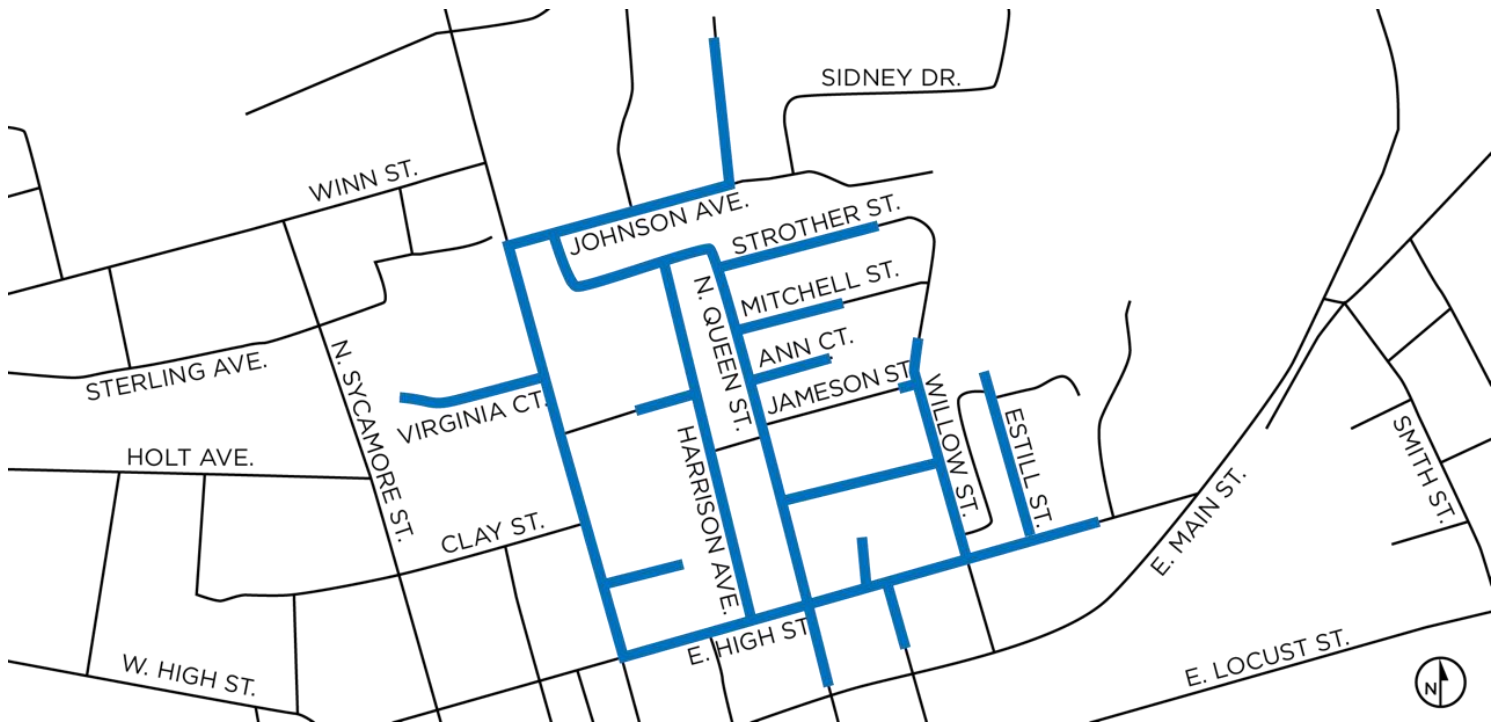 SIDNEY DR.
WINN ST.
JOHNSON AVE.
STROTHER ST.
MITCHELL ST.
N. QUEEN ST.
ANN CT.
JAMESON ST
STERLING AVE.
N. SYCAMORE ST.
VIRGINIA CT.
HARRISON AVE.
WILLOW ST.
ESTILL ST.
SMITH ST.
HOLT AVE.
CLAY ST.
E. MAIN ST.
E. HIGH ST
W. HIGH ST.
E. LOCUST ST.
N